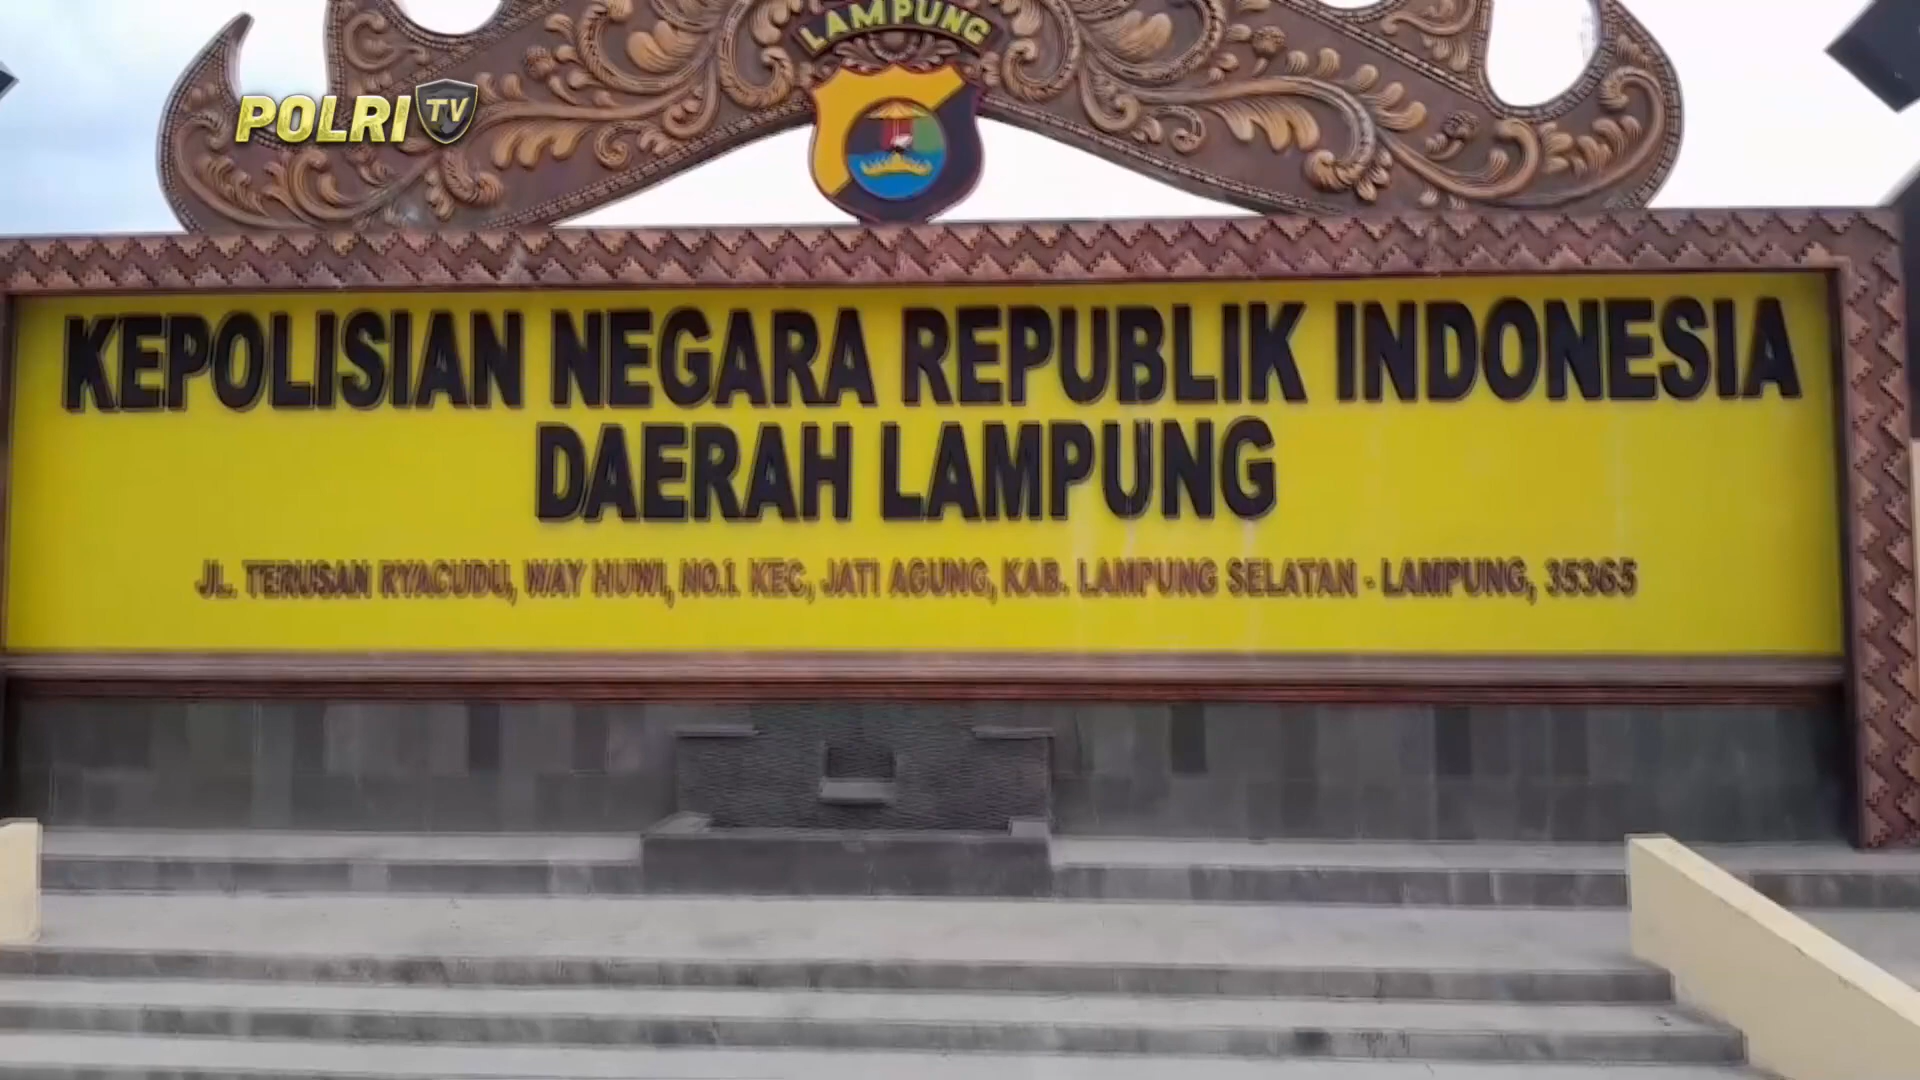 LAMPUNG
POLRI TV
KEPOLISIAN NEGARA REPUBLIK INDONESIA
DAERAH LAMPUNG
JL. TERUSAN RYACUDU, WAY HUWI, NO.1 KEC, JATI AGUNG, KAB. LAMPUNG SELATAN - LAMPUNG, 35365